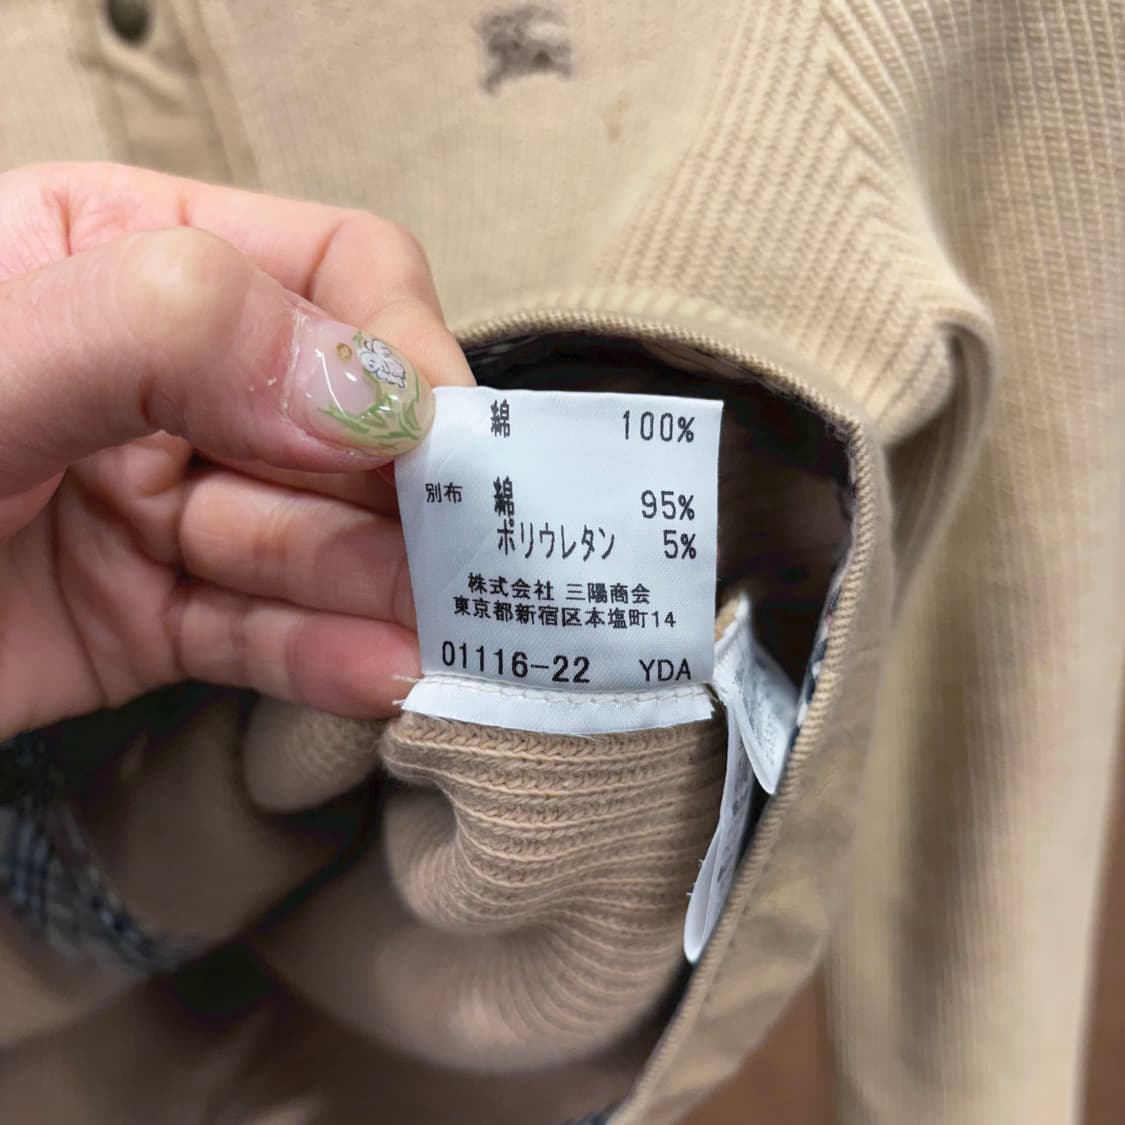 綿 100%
別布 綿 95%
ポリウレタン 5%
株式会社 三陽商会
東京都新宿区本塩町14
01116-22 YDA